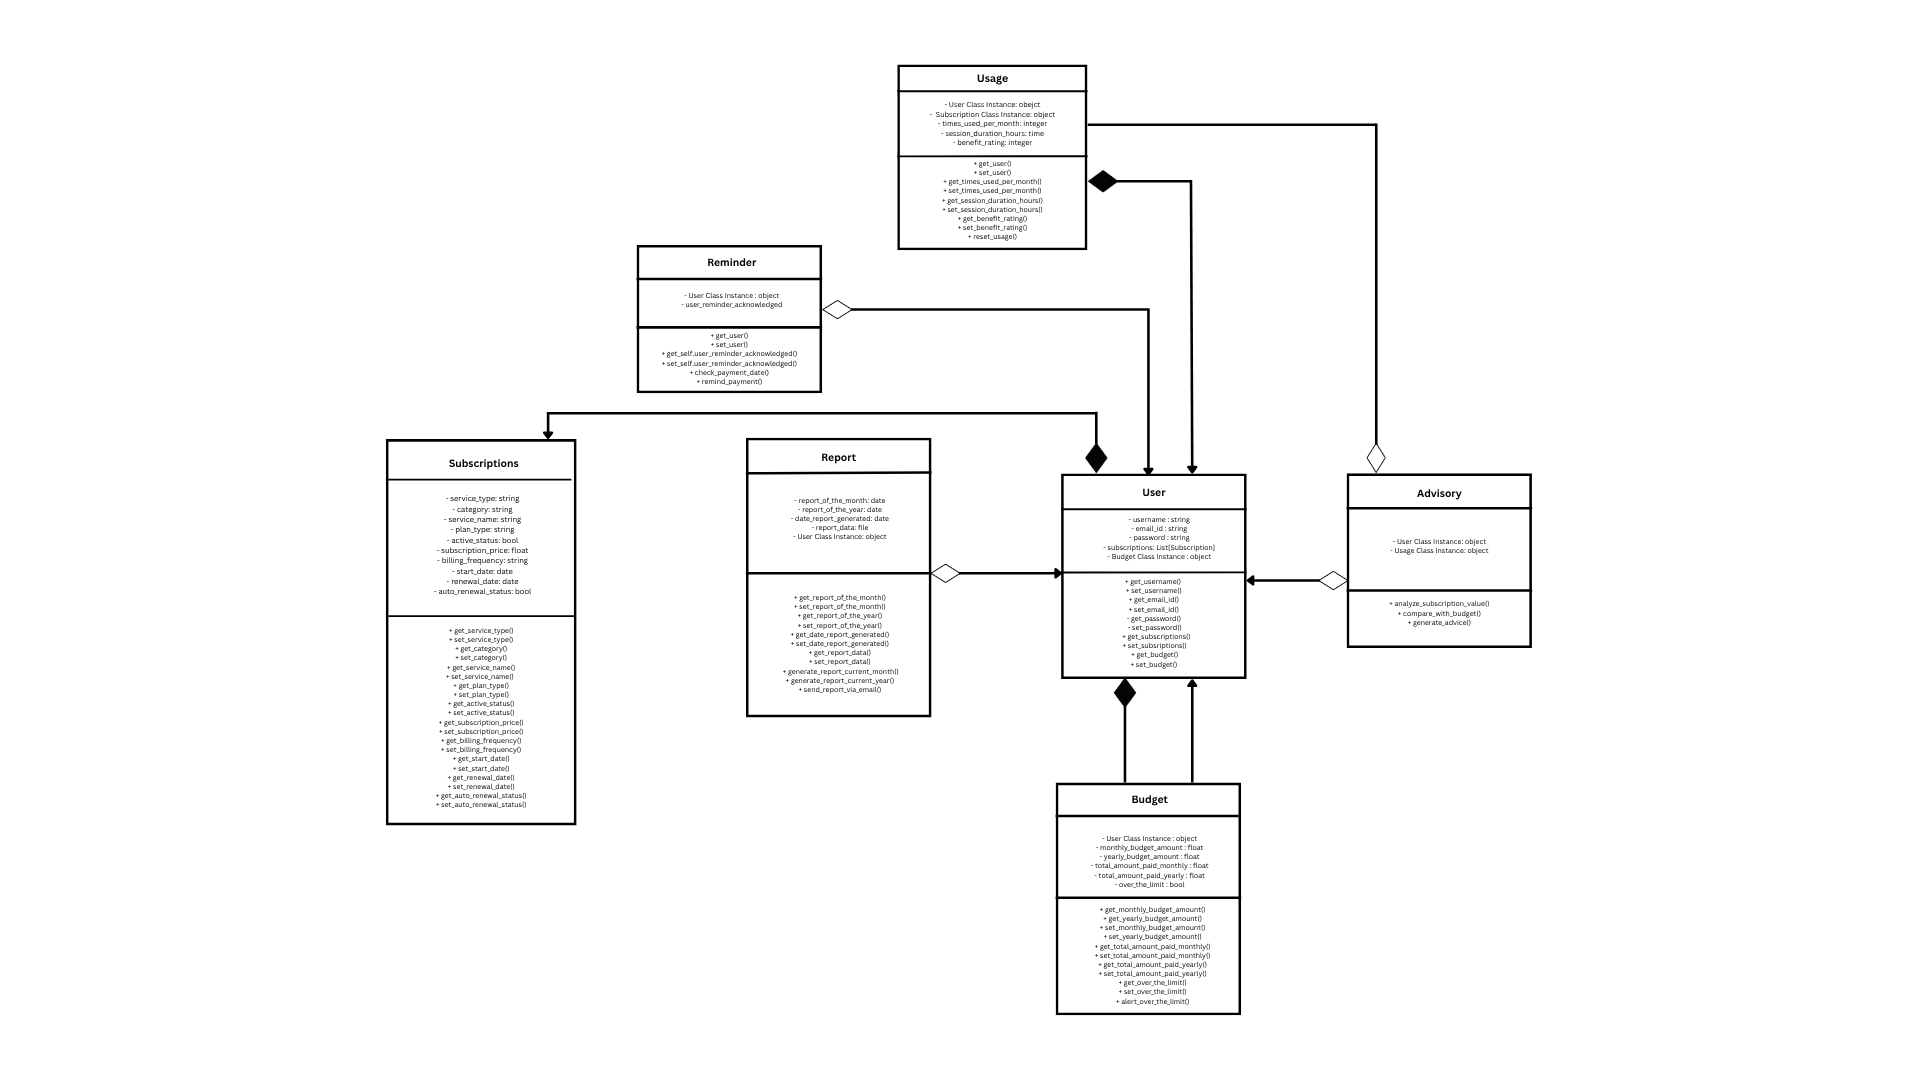 Usage
- User Class Instance: obejct
- Subscription Class Instance: object
- times_used_per_month: integer
- session_duration_hours: time
- benefit_rating: integer
+ get_user()
+ set_user()
+ get_times_used_per_month()
+ set_times_used_per_month()
+ get_session_duration_hours()
+ set_session_duration_hours()
+ get_benefit_rating()
+ set_benefit_rating()
+ reset_usage()
Reminder
- User Class Instance : object
- user_reminder_acknowledged
+ get_user()
+ set_user()
+ get_self.user_reminder_acknowledged()
+ set_self.user_reminder_acknowledged()
+ check_payment_date()
+ remind_payment()
Subscriptions
- service_type: string
- category: string
- service_name: string
- plan_type: string
- active_status: bool
- subscription_price: float
- billing_frequency: string
- start_date: date
- renewal_date: date
- auto_renewal_status: bool
+ get_service_type()
+ set_service_type()
+ get_category()
+ set_category()
+ get_service_name()
+ set_service_name()
+ get_plan_type()
+ set_plan_type()
+ get_active_status()
+ set_active_status()
+ get_subscription_price()
+ set_subscription_price()
+ get_billing_frequency()
+ set_billing_frequency()
+ get_start_date()
+ set_start_date()
+ get_renewal_date()
+ set_renewal_date()
+ get_auto_renewal_status()
+ set_auto_renewal_status()
Report
- report_of_the_month: date
- report_of_the_year: date
- date_report_generated: date
- report_data: file
- User Class Instance: object
+ get_report_of_the_month()
+ set_report_of_the_month()
+ get_report_of_the_year()
+ set_report_of_the_year()
+ get_date_report_generated()
+ set_date_report_generated()
+ get_report_data()
+ set_report_data()
+ generate_report_current_month()
+ generate_report_current_year()
+ send_report_via_email()
User
- username : string
- email_id : string
- password : string
- subscriptions: List[Subscription]
- Budget Class Instance : object
+ get_username()
+ set_username()
+ get_email_id()
+ set_email_id()
- get_password()
- set_password()
+ get_subscriptions()
+ set_subsriptions()
+ get_budget()
+ set_budget()
Advisory
- User Class Instance: object
- Usage Class Instance: object
+ analyze_subscription_value()
+ compare_with_budget()
+ generate_advice()
Budget
- User Class Instance : object
- monthly_budget_amount : float
- yearly_budget_amount : float
- total_amount_paid_monthly : float
- total_amount_paid_yearly : float
- over_the_limit : bool
+ get_monthly_budget_amount()
+ get_yearly_budget_amount()
+ set_monthly_budget_amount()
+ set_yearly_budget_amount()
+ get_total_amount_paid_monthly()
+ set_total_amount_paid_monthly()
+ get_total_amount_paid_yearly()
+ set_total_amount_paid_yearly()
+ get_over_the_limit()
+ set_over_the_limit()
+ alert_over_the_limit()